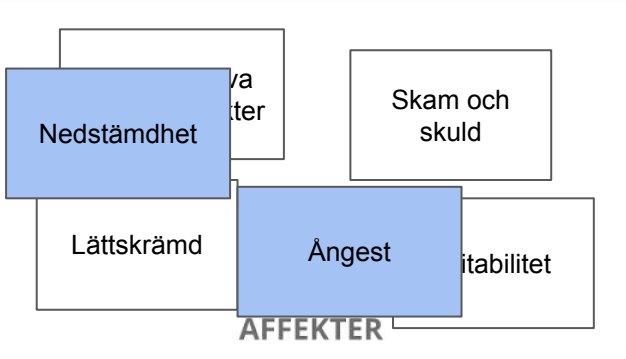 va
kter
Nedstämdhet
Skam och
skuld
Lättskrämd
Ångest
itabilitet
AFFEKTER